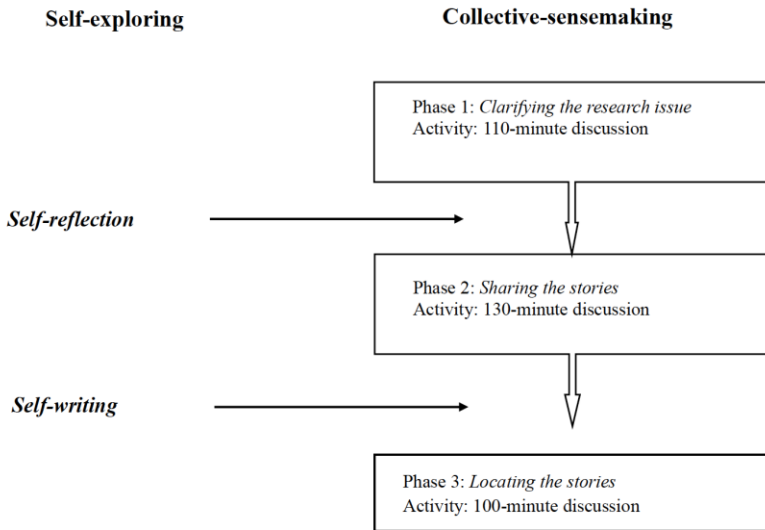 Self-exploring
Collective-sensemaking
Phase 1: Clarifying the research issue
Activity: 110-minute discussion
Self-reflection
Phase 2: Sharing the stories
Activity: 130-minute discussion
Self-writing
Phase 3: Locating the stories
Activity: 100-minute discussion